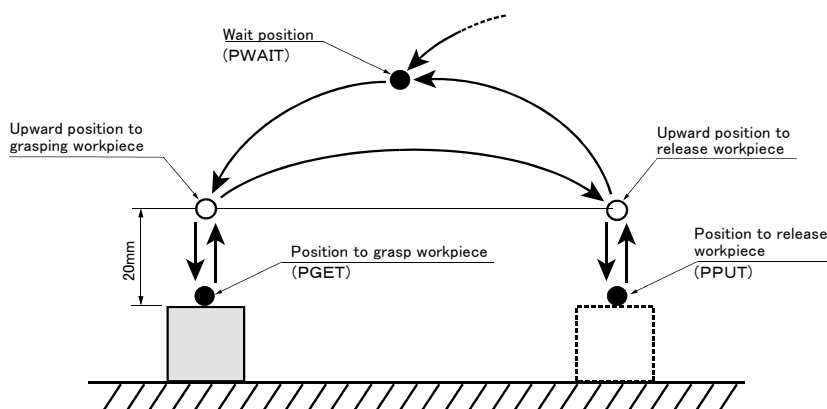 Wait position
(PWAIT)
Upward position to
grasping workpiece
Upward position to
release workpiece
20mm
Position to grasp workpiece
(PGET)
Position to release
workpiece
(PPUT)